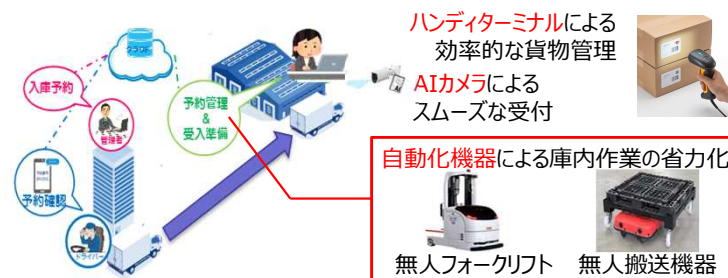 クラウド
入庫予約
管理者
予約確認
ドライバー
予約管理
&
受入準備
ハンディターミナルによる
効率的な貨物管理
AIカメラによる
スムーズな受付
自動化機器による庫内作業の省力化
無人フォークリフト
無人搬送機器